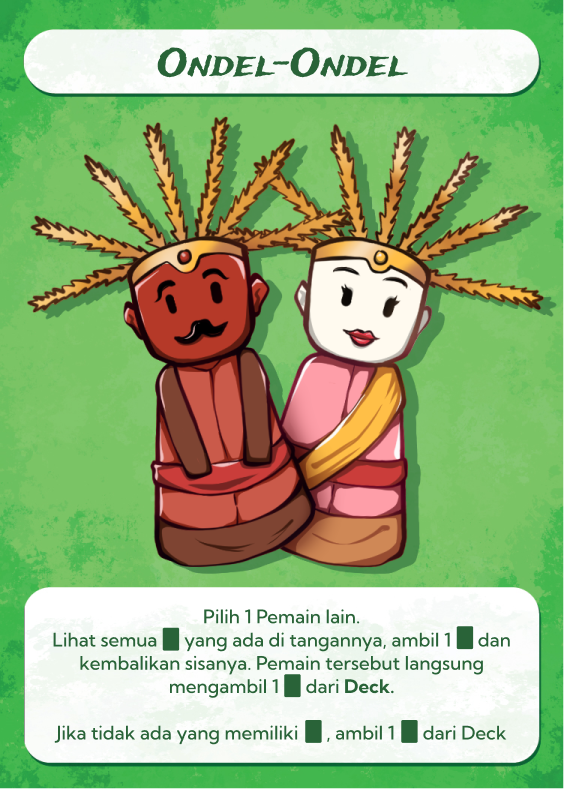 Ondel-Ondel
Pilih 1 Pemain lain.
Lihat semua yang ada di tangannya, ambil 1 dan
kembalikan sisanya. Pemain tersebut langsung
mengambil 1 dari Deck.
Jika tidak ada yang memiliki , ambil 1 dari Deck